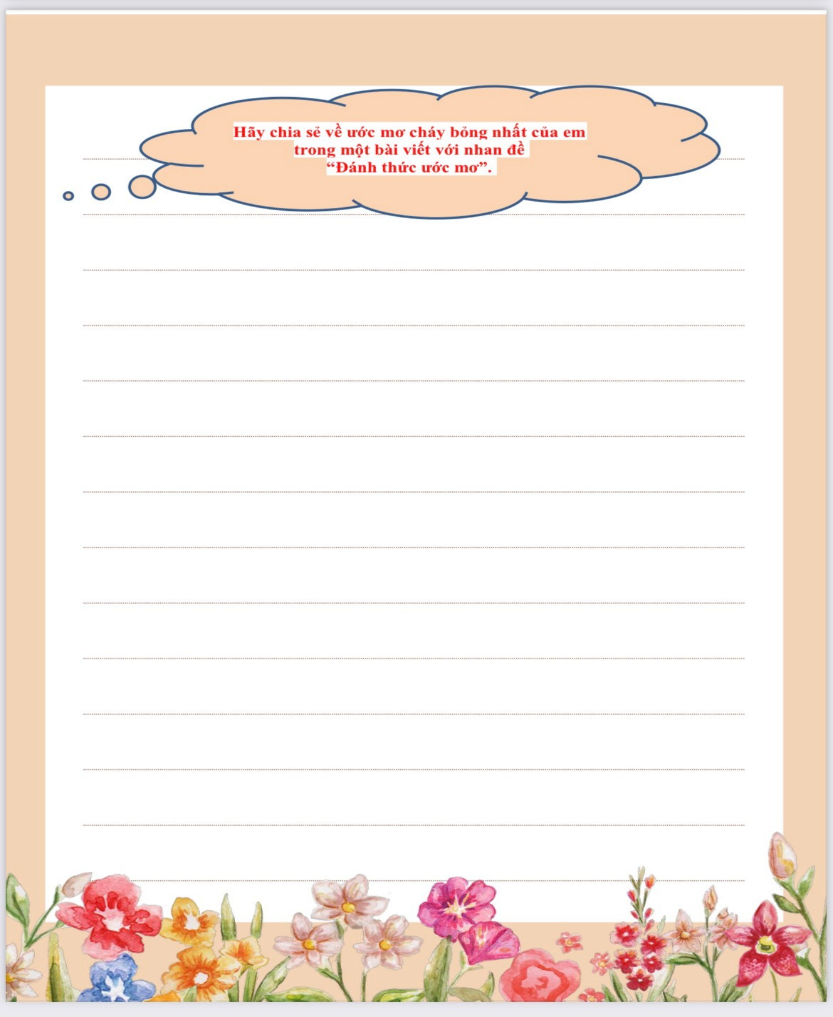 Hãy chia sẻ về ước mơ cháy bỏng nhất của em
trong một bài viết với nhan đề
“Đánh thức ước mơ”.